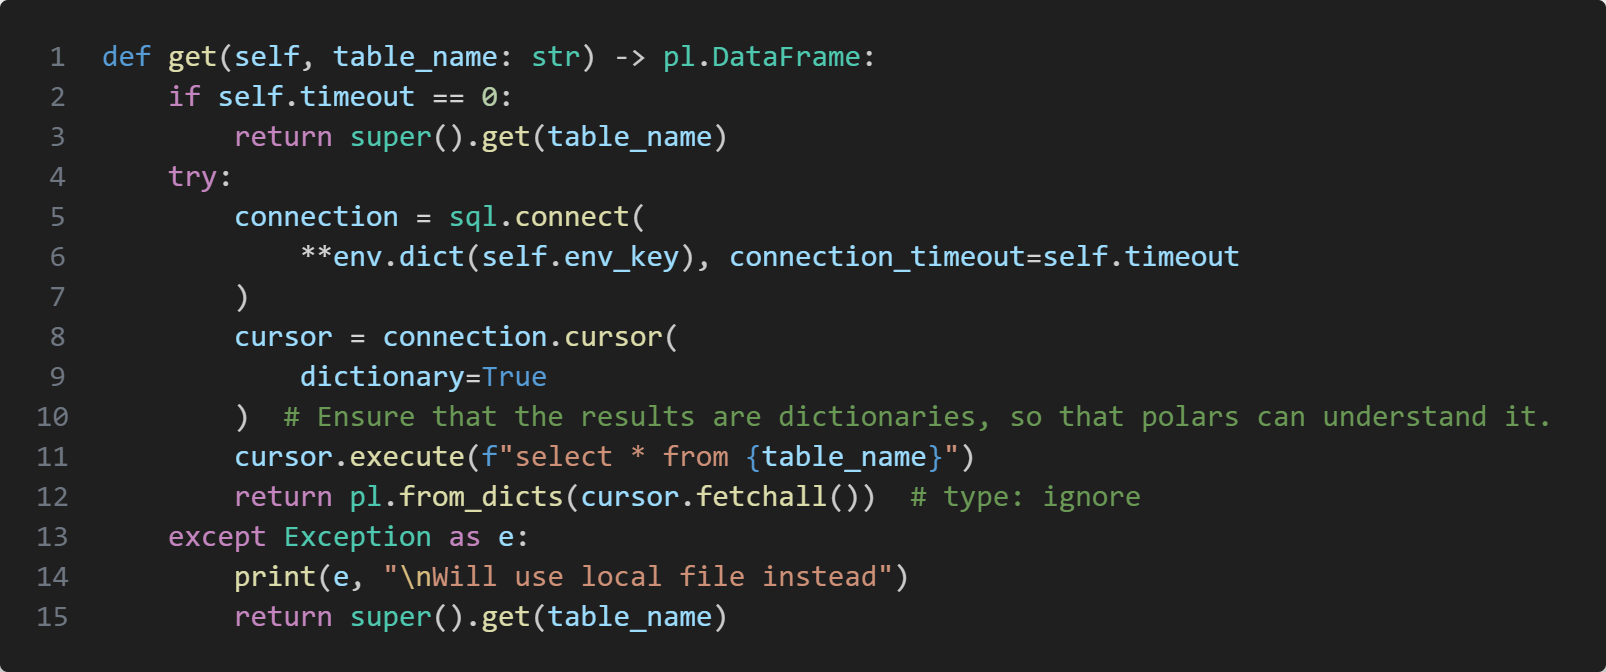 1 def get(self, table_name: str) -> pl.DataFrame:
2     if self.timeout == 0:
3         return super().get(table_name)
4     try:
5         connection = sql.connect(
6             **env.dict(self.env_key), connection_timeout=self.timeout
7         )
8         cursor = connection.cursor(
9             dictionary=True
10         )  # Ensure that the results are dictionaries, so that polars can understand it.
11         cursor.execute(f"select * from {table_name}")
12         return pl.from_dicts(cursor.fetchall())  # type: ignore
13     except Exception as e:
14         print(e, "\nWill use local file instead")
15         return super().get(table_name)